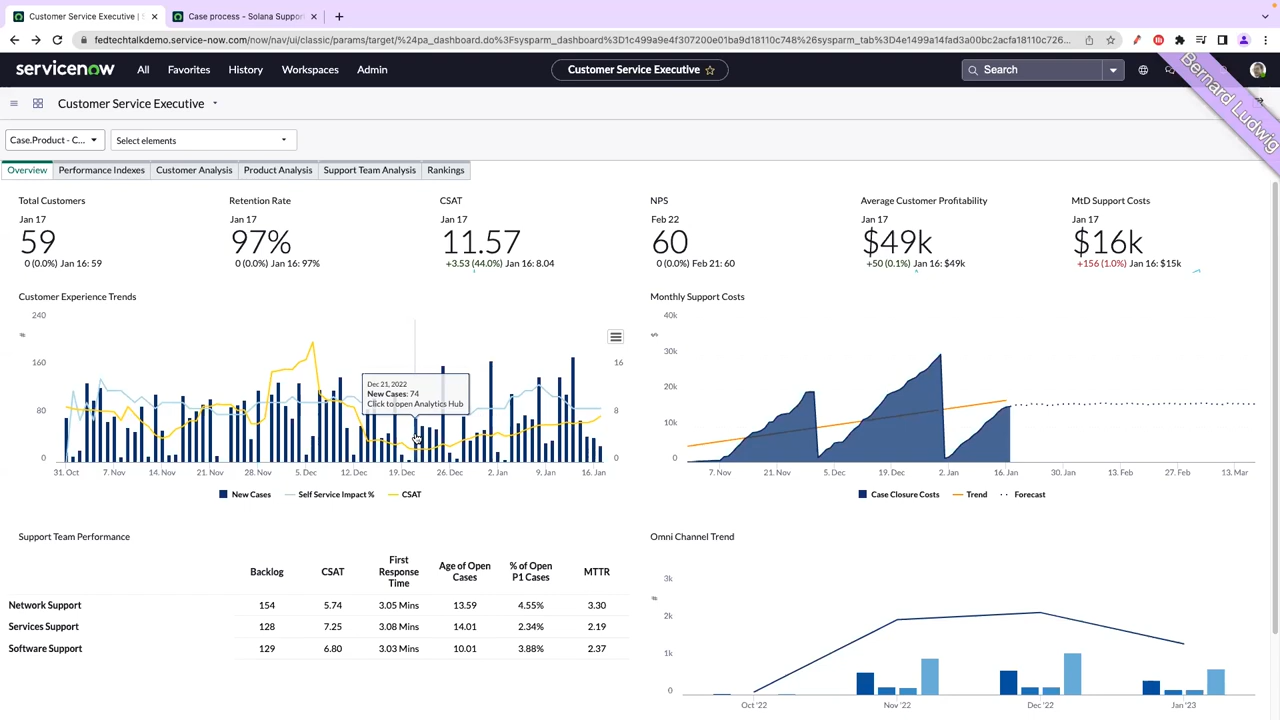 Customer Service Executive | S
Case process - Solana Suppor
fedtechtalkdemo.service-now.com/now/nav/ui/classic/params/target/%24pa_dashboard.do%3Fsysparm_dashboard%3D1c499a9e4f307200e01ba9d18110c748%26sysparm_tab%3D4e1499a14fad3a00bc2acfa18110c726...
servicenow
All Favorites History Workspaces Admin
Customer Service Executive
Search
Bernard Ludwig
Customer Service Executive
Case.Product - C...
Select elements
Overview Performance Indexes Customer Analysis Product Analysis Support Team Analysis Rankings
Total Customers Retention Rate CSAT NPS Average Customer Profitability MtD Support Costs
Jan 17 Jan 17 Jan 17 Feb 22 Jan 17 Jan 17
59 97% 11.57 60 $49k $16k
0 (0.0%) Jan 16: 59 0 (0.0%) Jan 16: 97% +3.53 (44.0%) Jan 16: 8.04 0 (0.0%) Feb 21: 60 +50 (0.1%) Jan 16: $49k +156 (1.0%) Jan 16: $15k
Customer Experience Trends
240
#
160
80
0
16
8
0
Dec 21, 2022
New Cases: 74
Click to open Analytics Hub
31. Oct 7. Nov 14. Nov 21. Nov 28. Nov 5. Dec 12. Dec 19. Dec 26. Dec 2. Jan 9. Jan 16. Jan
New Cases Self Service Impact % CSAT
Monthly Support Costs
40k
$
30k
20k
10k
0
7. Nov 21. Nov 5. Dec 19. Dec 2. Jan 16. Jan 30. Jan 13. Feb 27. Feb 13. Mar
Case Closure Costs Trend Forecast
Support Team Performance
Backlog CSAT First Response Time Age of Open Cases % of Open P1 Cases MTTR
Network Support 154 5.74 3.05 Mins 13.59 4.55% 3.30
Services Support 128 7.25 3.08 Mins 14.01 2.34% 2.19
Software Support 129 6.80 3.03 Mins 10.01 3.88% 2.37
Omni Channel Trend
3k
#
2k
1k
0
Oct '22 Nov '22 Dec '22 Jan '23